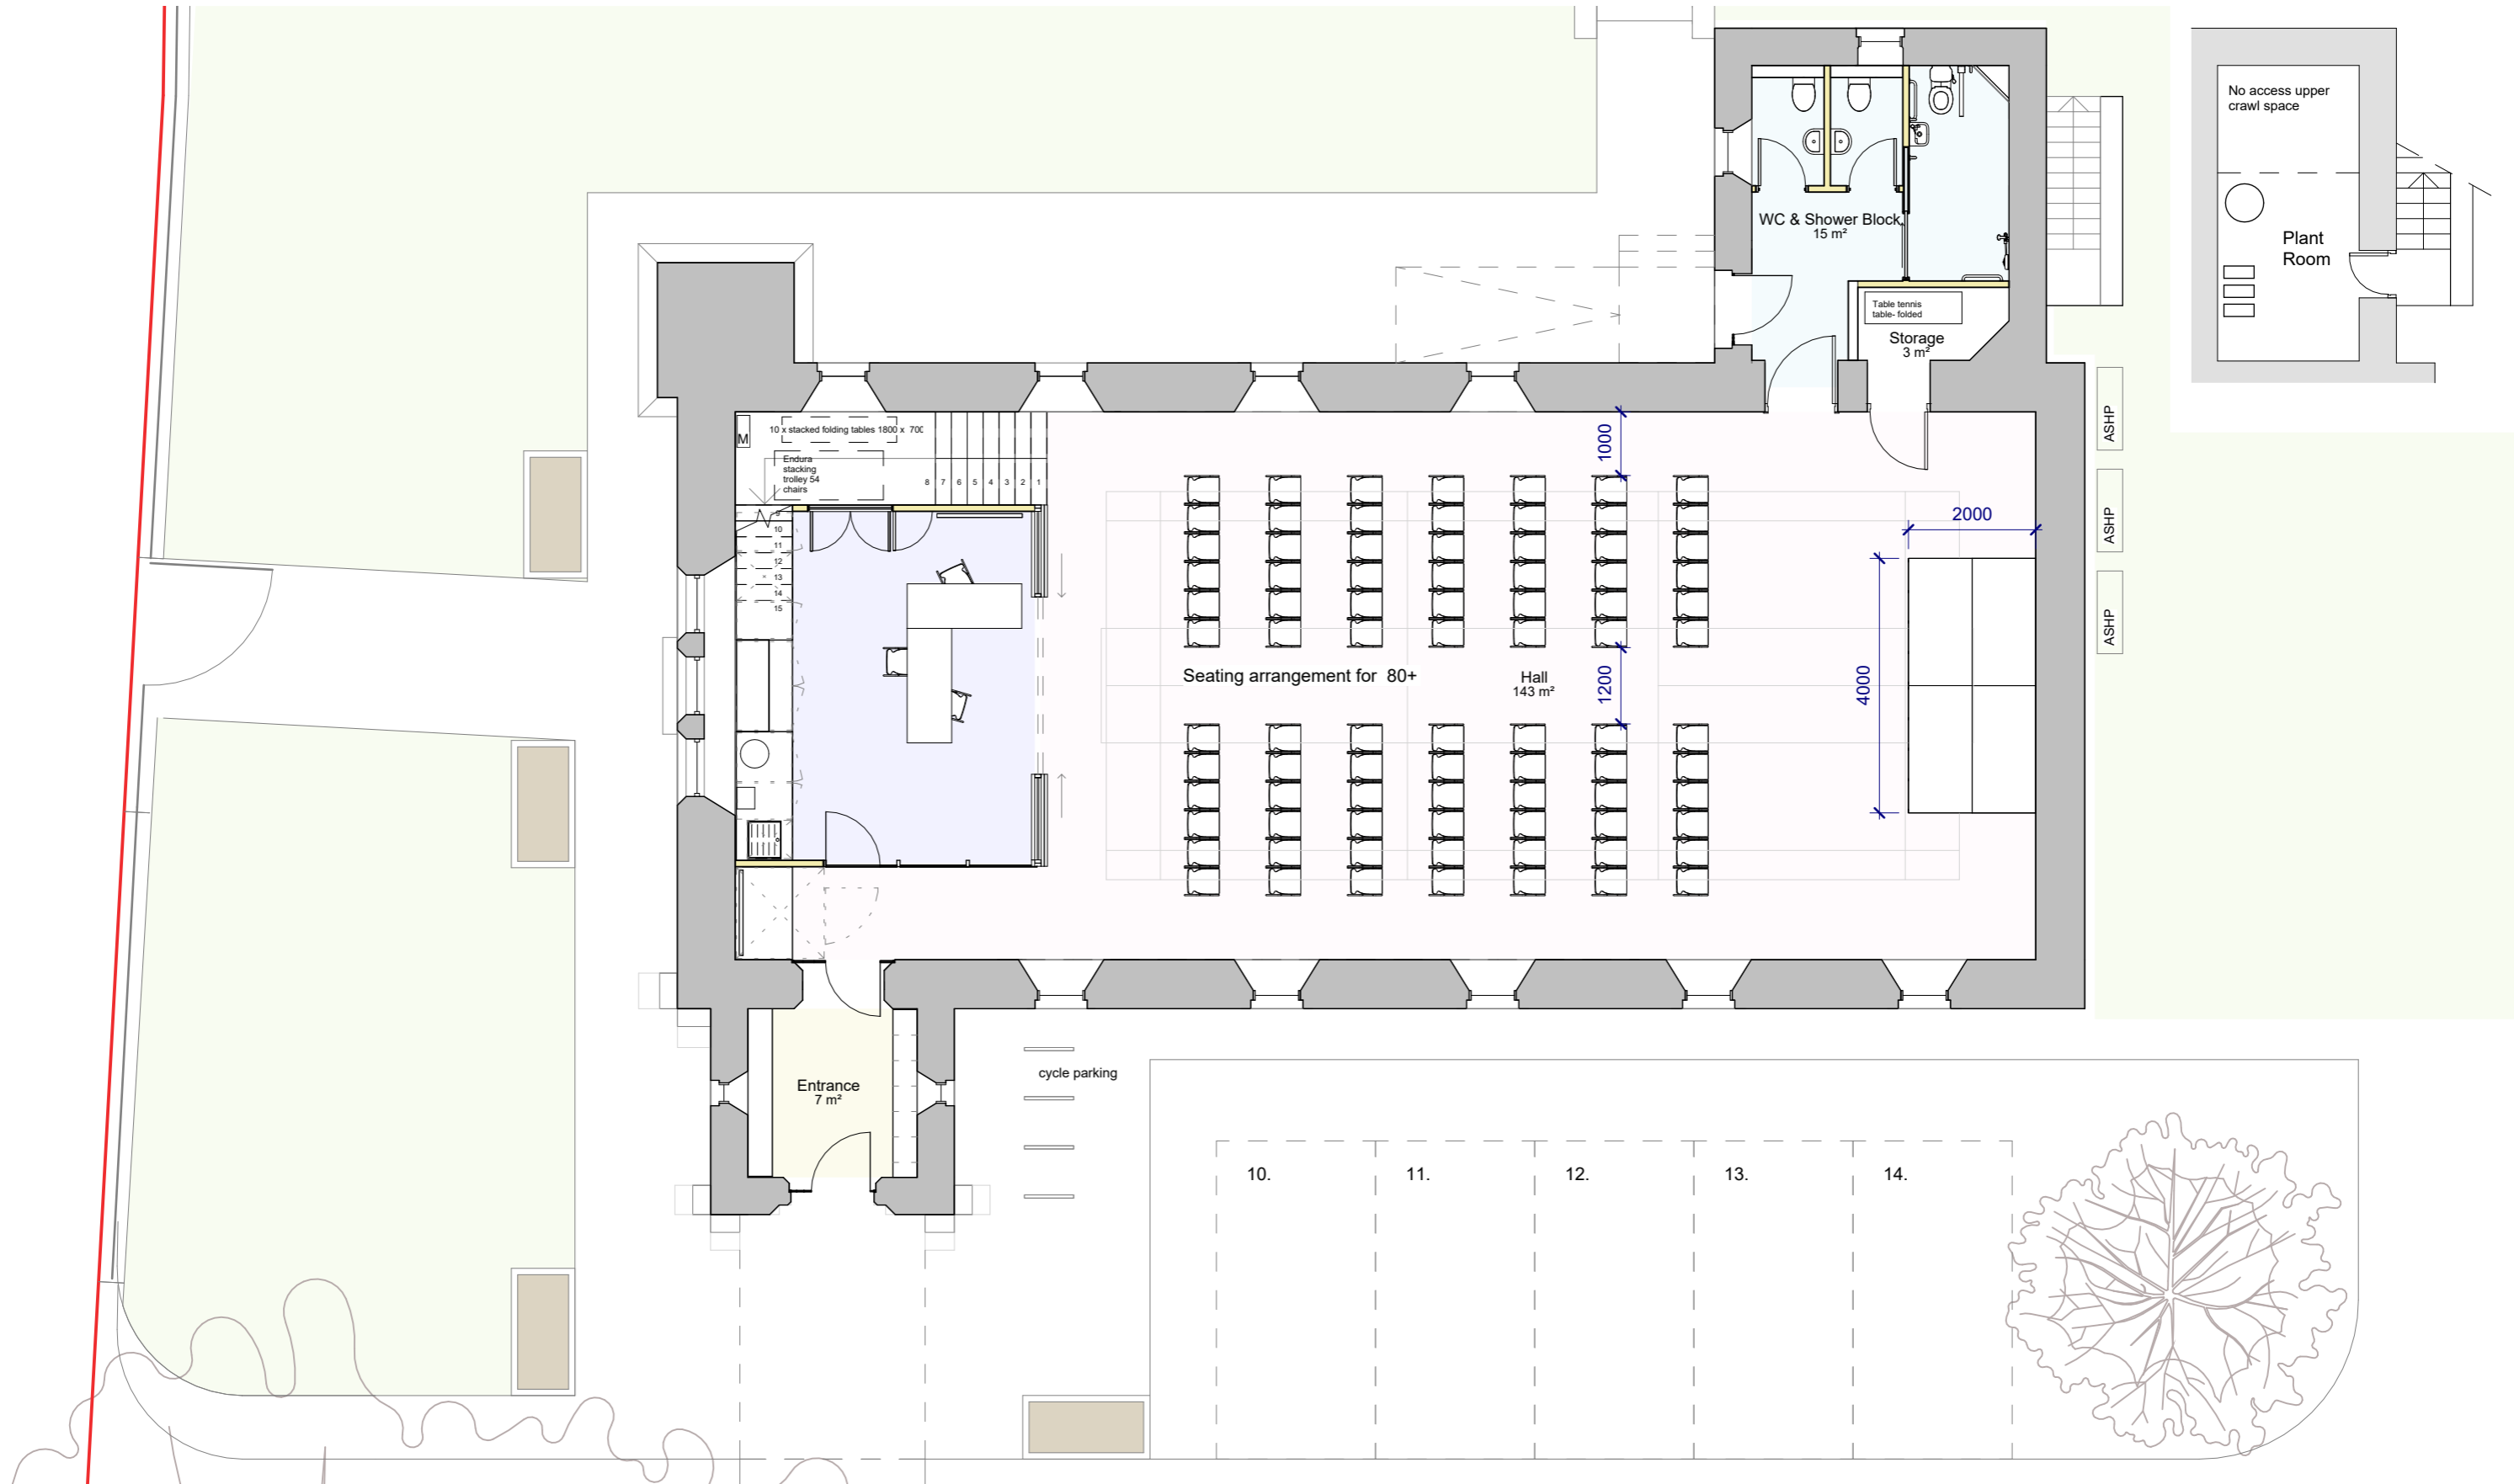 No access upper
crawl space
Plant
Room
WC & Shower Block
15 m²
Table tennis
table- folded
Storage
3 m²
M
10 x stacked folding tables 1800 x 700
Endura
stacking
trolley 54
chairs
8 7 6 5 4 3 2 1
9
10
11
12
13
14
15
1000
2000
4000
1200
Seating arrangement for 80+
Hall
143 m²
ASHP
ASHP
ASHP
Entrance
7 m²
cycle parking
10. 11. 12. 13. 14.